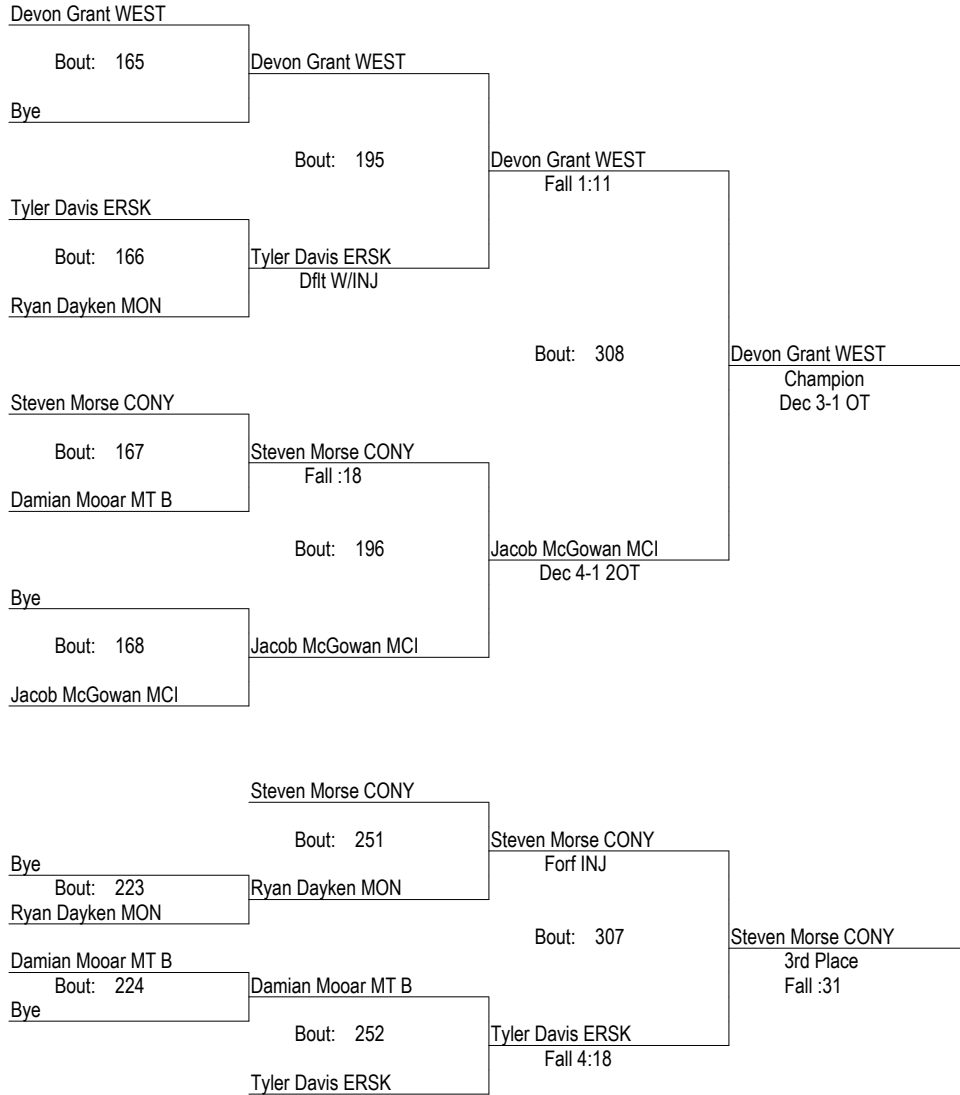 Devon Grant WEST
Bout: 165
Devon Grant WEST
Bye
Bout: 195
Devon Grant WEST
Fall 1:11
Tyler Davis ERSK
Bout: 166
Tyler Davis ERSK
Dflt W/INJ
Ryan Dayken MON
Bout: 308
Devon Grant WEST
Champion
Dec 3-1 OT
Steven Morse CONY
Bout: 167
Steven Morse CONY
Fall :18
Damian Mooar MT B
Bout: 196
Jacob McGowan MCI
Dec 4-1 2OT
Bye
Bout: 168
Jacob McGowan MCI
Jacob McGowan MCI
Steven Morse CONY
Bout: 251
Steven Morse CONY
Forf INJ
Bye
Bout: 223
Ryan Dayken MON
Ryan Dayken MON
Bout: 307
Steven Morse CONY
3rd Place
Fall :31
Damian Mooar MT B
Bout: 224
Damian Mooar MT B
Bye
Bout: 252
Tyler Davis ERSK
Fall 4:18
Tyler Davis ERSK